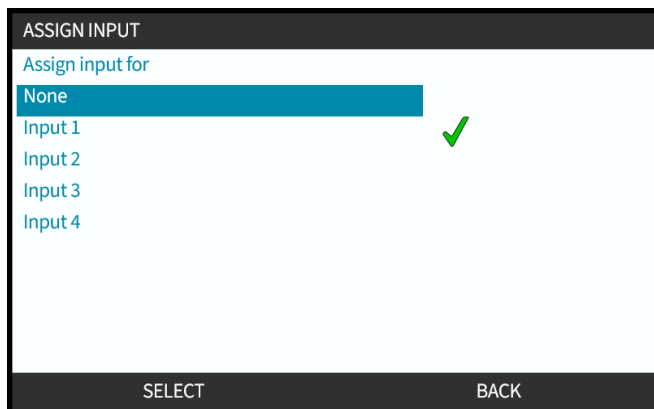 ASSIGN INPUT
Assign input for
None
Input 1
Input 2
Input 3
Input 4
SELECT BACK